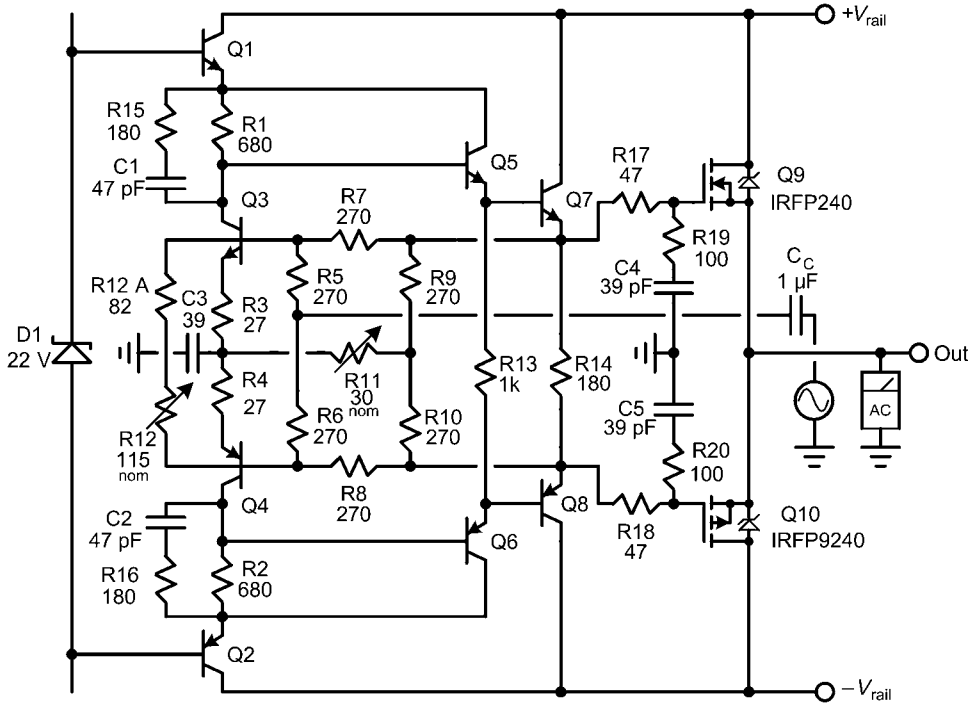 +Vrail
Q1
R15
180
R1
680
C1
47 pF
Q5
R17
47
Q9
IRFP240
Q3
R7
270
Q7
R12 A
82
C3
39
R3
27
R5
270
R9
270
C4
39 pF
R19
100
CC
1 µF
D1
22 V
R11
30
nom
R13
1k
R14
180
Out
R4
27
R12
115
nom
R6
270
R10
270
C5
39 pF
AC
R20
100
Q4
R8
270
Q8
C2
47 pF
R18
47
Q10
IRFP9240
Q6
R16
180
R2
680
Q2
−Vrail